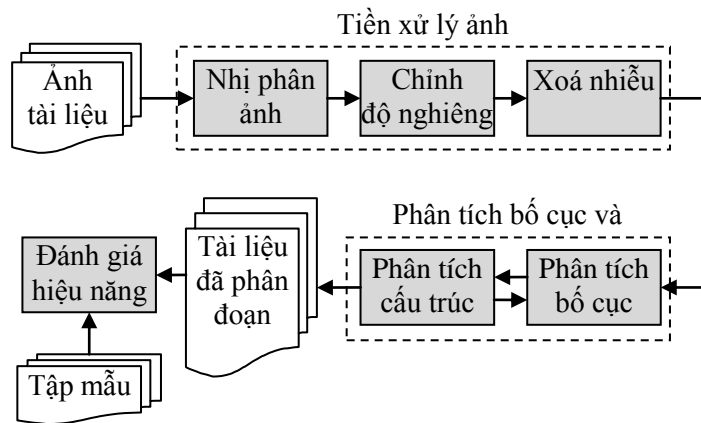 Tiền xử lý ảnh
Ảnh
tài liệu
Nhị phân
ảnh
Chỉnh
độ nghiêng
Xoá nhiễu
Phân tích bố cục và
Đánh giá
hiệu năng
Tài liệu
đã phân
đoạn
Phân tích
cấu trúc
Phân tích
bố cục
Tập mẫu